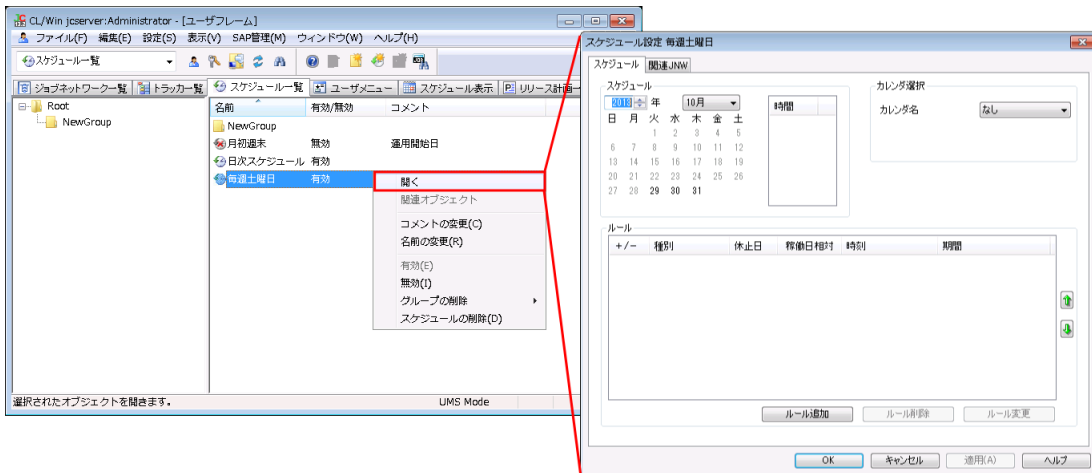 CL/Win jcserver:Administrator - [ユーザフレーム]
ファイル(F) 編集(E) 設定(S) 表示(V) SAP管理(M) ウィンドウ(W) ヘルプ(H)
スケジュール一覧
ジョブネットワーク一覧 トラッカ一覧 スケジュール一覧 ユーザメニュー スケジュール表示 リリース計画一
Root
NewGroup
名前 有効/無効 コメント
NewGroup
月初週末 無効 運用開始日
日次スケジュール 有効
毎週土曜日 有効
開く
関連オブジェクト
コメントの変更(C)
名前の変更(R)
有効(E)
無効(I)
グループの削除
スケジュールの削除(D)
選択されたオブジェクトを開きます。 UMS Mode
スケジュール設定 毎週土曜日
スケジュール 関連JNW
スケジュール
2013 年 10月
日 月 火 水 木 金 土
1 2 3 4 5
6 7 8 9 10 11 12
13 14 15 16 17 18 19
20 21 22 23 24 25 26
27 28 29 30 31
時間
カレンダ選択
カレンダ名 なし
ルール
+/- 種別 休止日 稼働日相対 時刻 期間
ルール追加 ルール削除 ルール変更
OK キャンセル 適用(A) ヘルプ